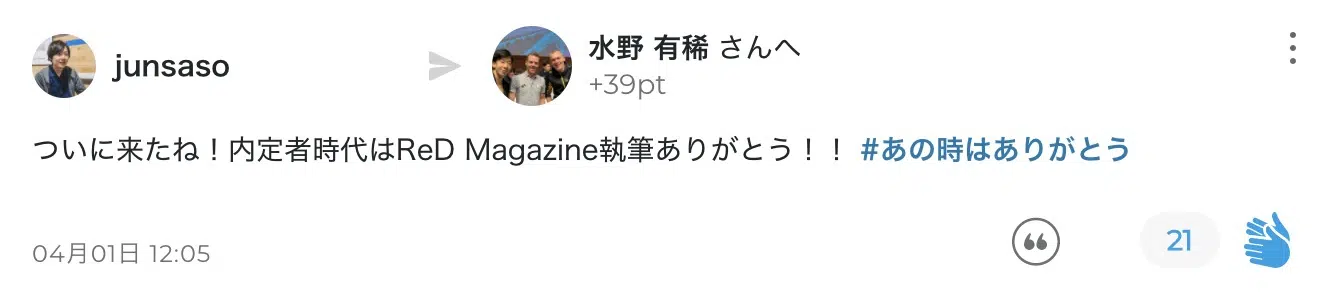 junsaso
水野 有稀 さんへ
+39pt
ついに来たね！内定者時代はReD Magazine執筆ありがとう！！ #あの時はありがとう
04月01日 12:05
21